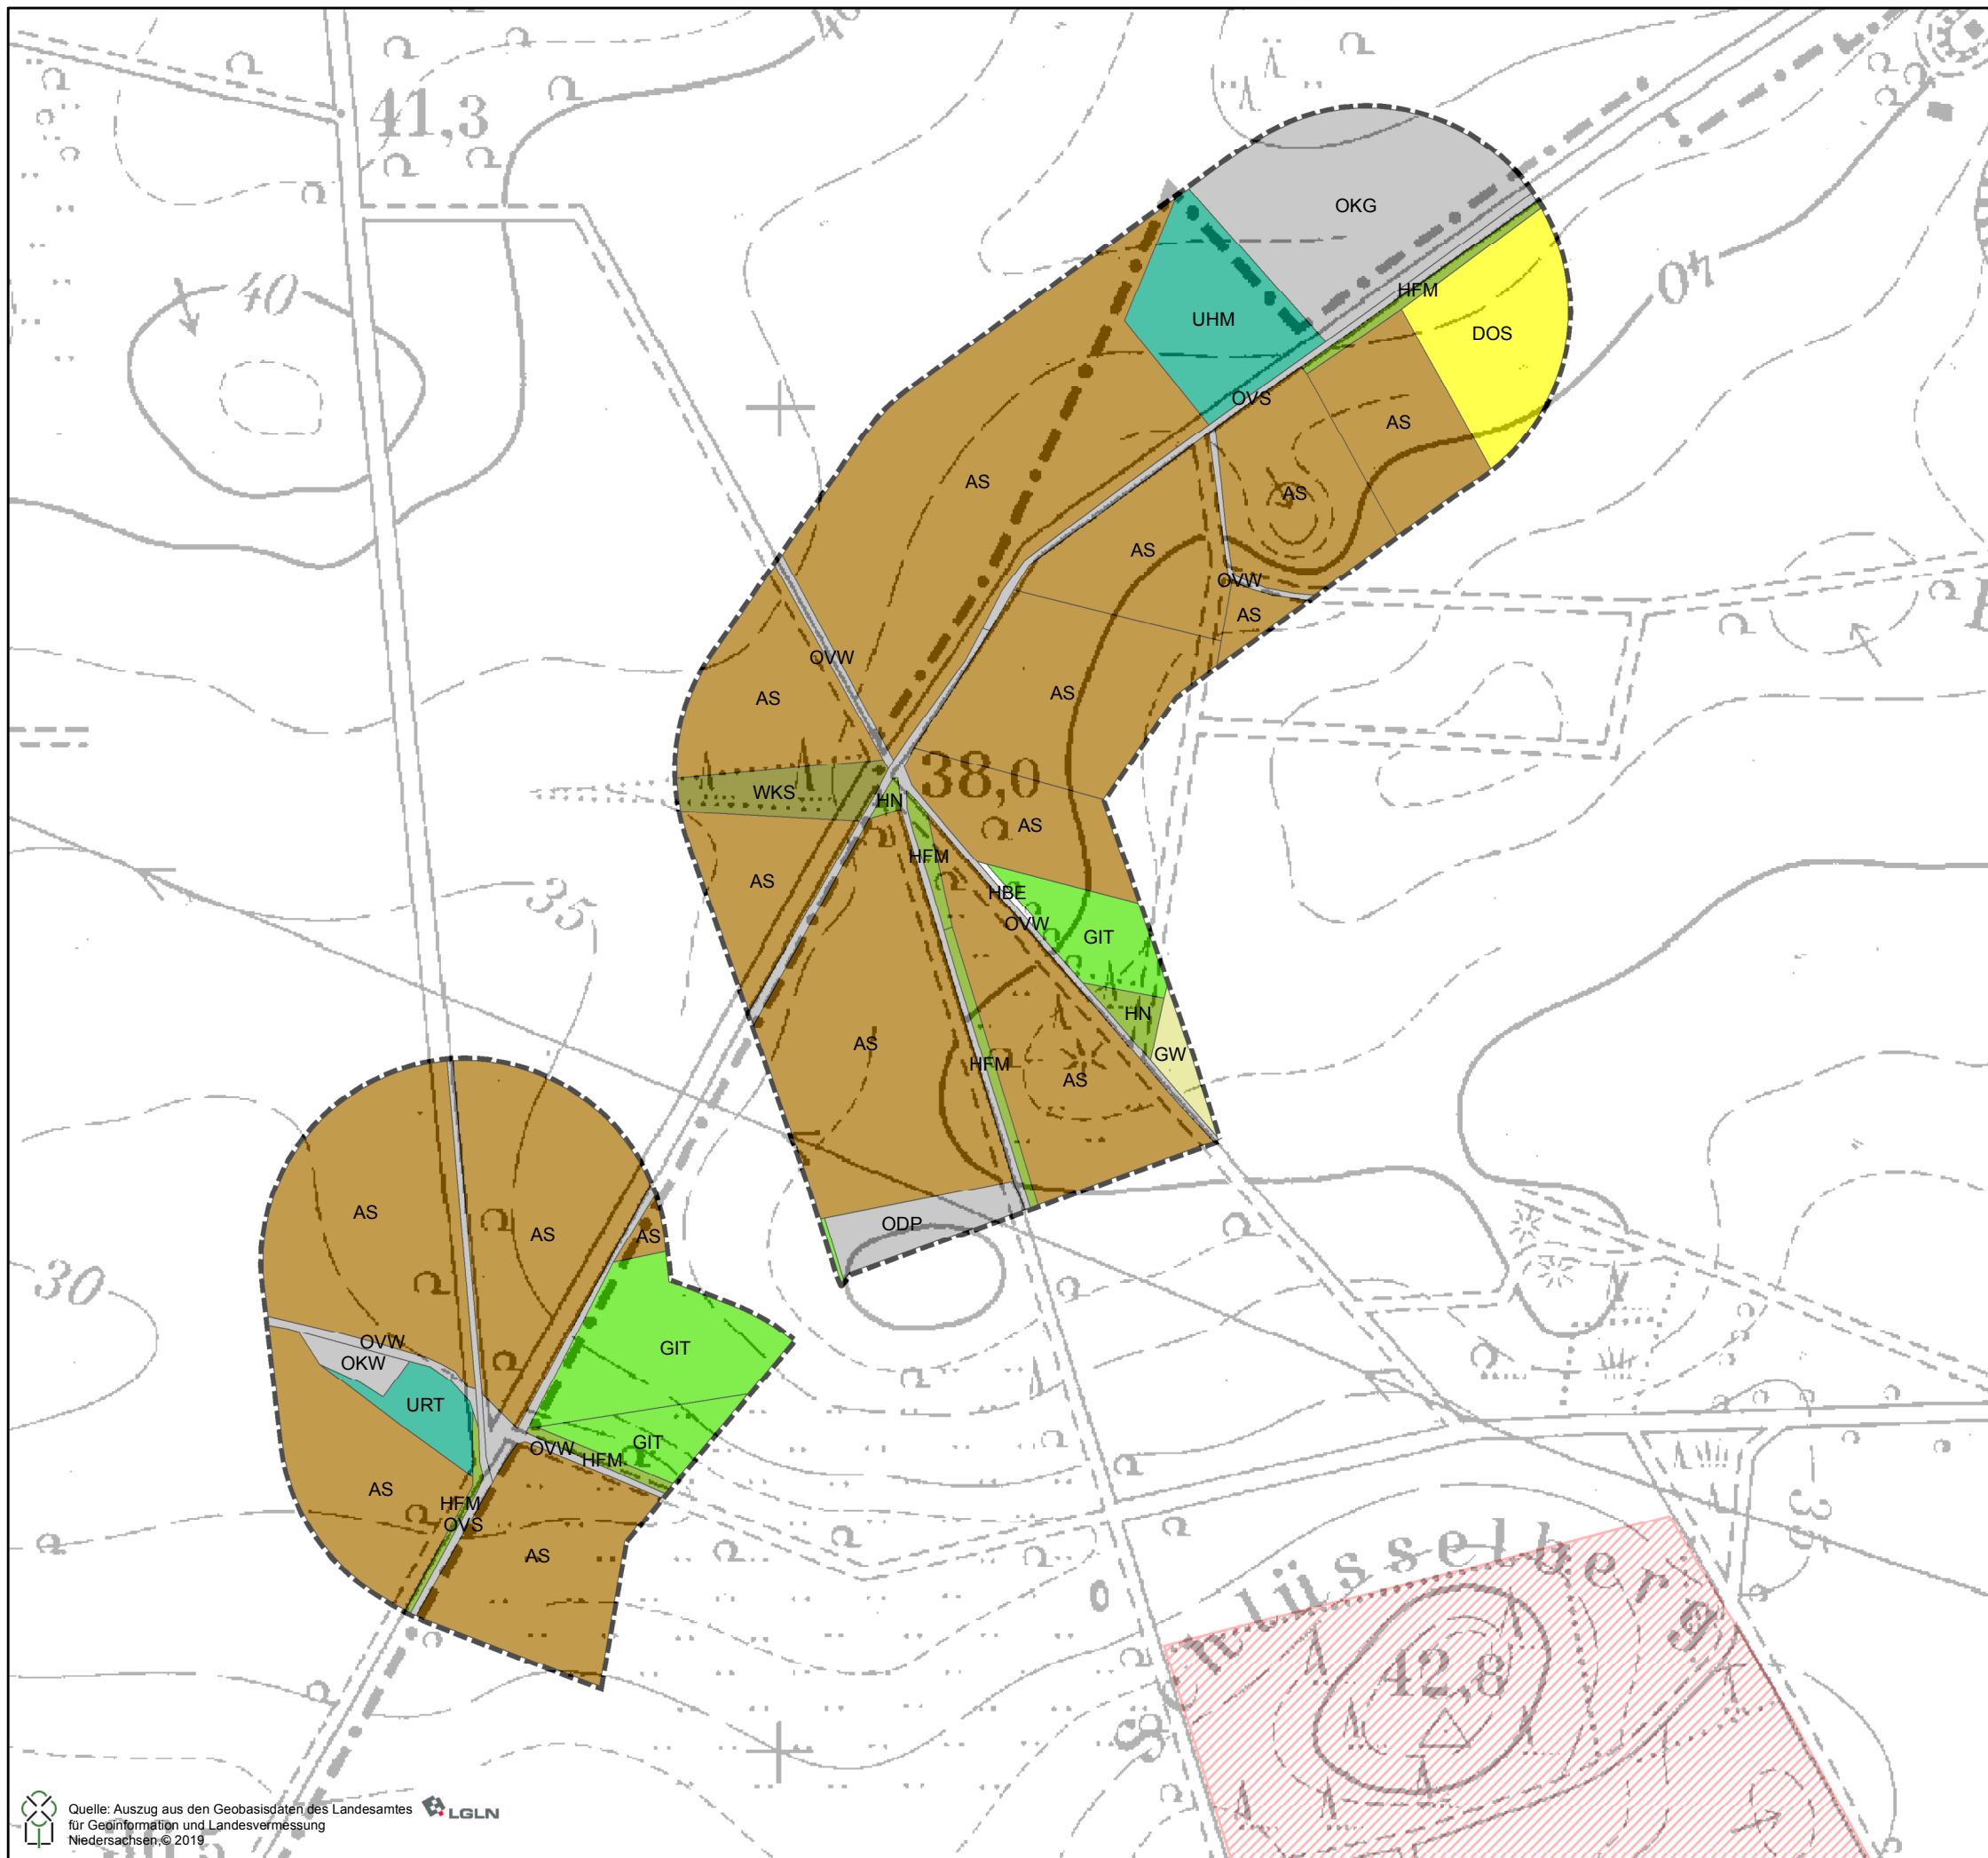 41,3
40
40
OKG
HFM
UHM
DOS
OVS
AS
AS
AS
AS
OVW
AS
OVW
AS
AS
38,0
WKS
HN
AS
HFM
AS
HBE
OVW
GIT
35
HN
AS
HFM
GW
AS
ODP
AS
AS
AS
30
OVW
OKW
GIT
URT
GIT
OVW
HFM
AS
HFM
OVS
AS
35
Schlüsselberg
42,8
Quelle: Auszug aus den Geobasisdaten des Landesamtes
für Geoinformation und Landesvermessung
Niedersachsen,© 2019
LGLN